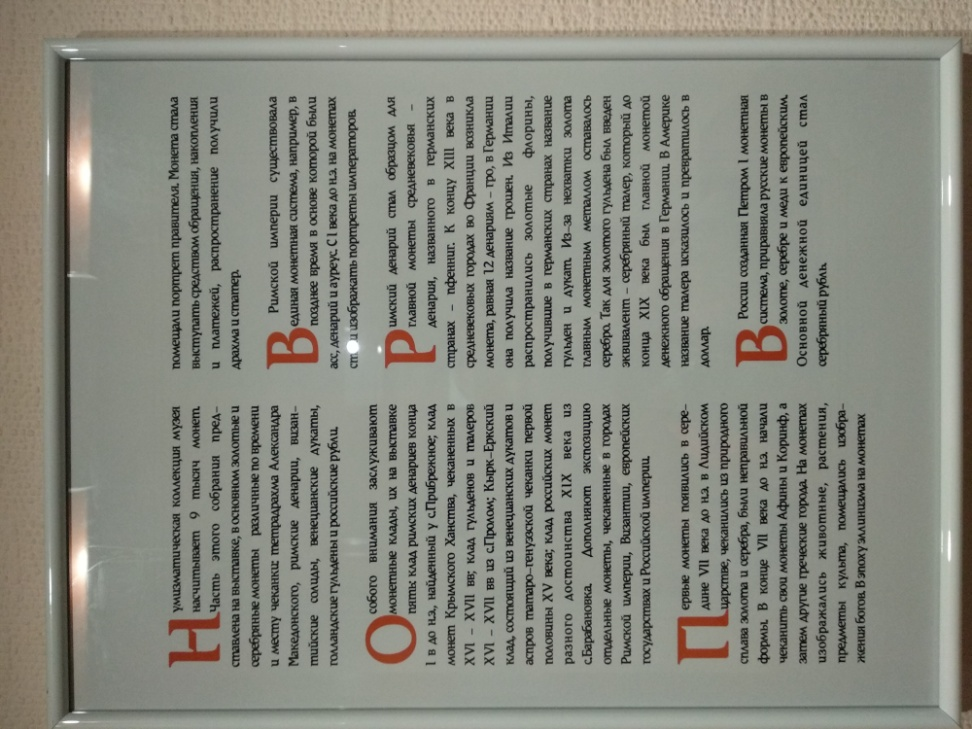 Нумизматическая коллекция музея
насчитывает 9 тысяч монет.
Часть этого собрания пред-
ставлена на выставке, в основном золотые и
серебряные монеты различные по времени
и месту чеканки: тетрадрахма Александра
Македонского, римские денарии, визан-
тийские солиды, венецианские дукаты,
голландские гульдены и российские рубли.
Особого внимания заслуживают
монетные клады, их на выставке
пять: клад римских денариев конца
I в до н.э., найденный у с.Прибрежное; клад
монет Крымского Ханства, чеканенных в
XVI – XVII вв; клад гульденов и талеров
XVI – XVII вв из с.Пролом; Кырк-Еркский
клад, состоящий из венецианских дукатов и
аспров татаро-генуэзской чеканки первой
половины XV века; клад российских монет
разного достоинства XIX века из
с.Барабановка. Дополняют экспозицию
отдельные монеты, чеканенные в период
Римской империи, Византии, европейских
государствах и Российской империи.
Первые монеты появились в сере-
дине VII века до н.э. в Лидийском
царстве, чеканились из природного
сплава золота и серебра, были неправильной
формы. В конце VII века до н.э. начали
чеканить свои монеты Афины и Коринф, а
затем другие греческие города. На монетах
изображались животные, растения,
предметы культа, помещались изобра-
жения богов. В эпоху эллинизма на монетах
помещали портрет правителя. Монета стала
выступать средством обращения, накопления
и платежей, распространение получили
драхма и статер.
В Римской империи существовала
единая монетная система, например, в
позднее время в основе которой были
асс, денарий и ауреус. С I века до н.э. на монетах
стали изображать портреты императоров.
Римский денарий стал образцом для
главной монеты средневековья –
денария, названного в германских
странах – пфенниг. К концу XIII века в
средневековых городах во Франции возникла
монета, равная 12 денариям – гро, в Германии
она получила название грошен. Из Италии
распространились золотые флорины,
получившие в германских странах название
гульден и дукат. Из-за нехватки золота
главным монетным металлом оставалось
серебро. Так для золотого гульдена был введен
эквивалент – серебряный талер, который до
конца XIX века был главной монетой
денежного обращения в Германии. В Америке
название талера исказилось и превратилось в
доллар.
В России созданная Петром I монетная
система, приравняла русские монеты в
золоте, серебре и меди к европейским.
Основной денежной единицей стал
серебряный рубль.